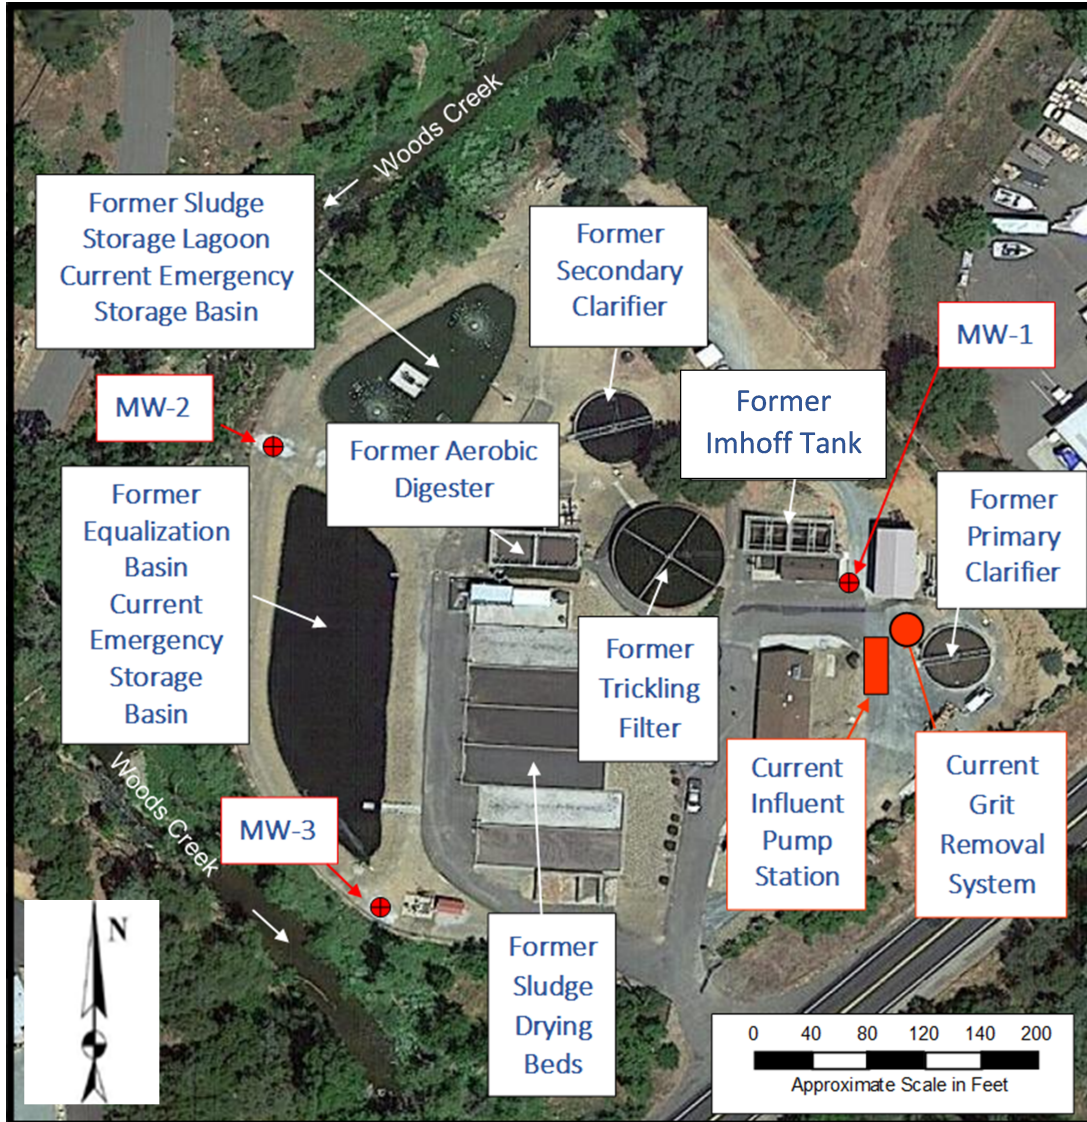 Woods Creek
Former Sludge
Storage Lagoon
Current Emergency
Storage Basin
Former
Secondary
Clarifier
MW-1
MW-2
Former
Imhoff Tank
Former Aerobic
Digester
Former
Equalization
Basin
Current
Emergency
Storage
Basin
Former
Primary
Clarifier
Former
Trickling
Filter
Woods Creek
MW-3
Current
Influent
Pump
Station
Current
Grit
Removal
System
Former
Sludge
Drying
Beds
N
0 40 80 120 140 200
Approximate Scale in Feet